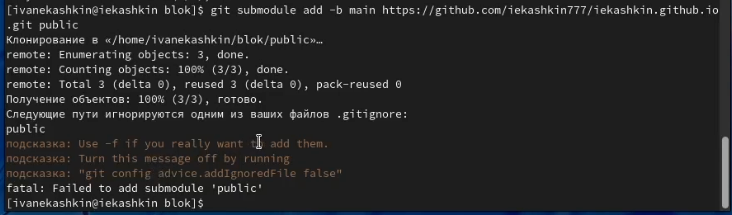 [ivanekashkin@iekashkin blok]$ git submodule add -b main https://github.com/iekashkin777/iekashkin.github.io
.git public
Клонирование в «/home/ivanekashkin/blok/public»…
remote: Enumerating objects: 3, done.
remote: Counting objects: 100% (3/3), done.
remote: Total 3 (delta 0), reused 3 (delta 0), pack-reused 0
Получение объектов: 100% (3/3), готово.
Следующие пути игнорируются одним из ваших файлов .gitignore:
public
подсказка: Use -f if you really want to add them.
подсказка: Turn this message off by running
подсказка: "git config advice.addIgnoredFile false"
fatal: Failed to add submodule 'public'
[ivanekashkin@iekashkin blok]$